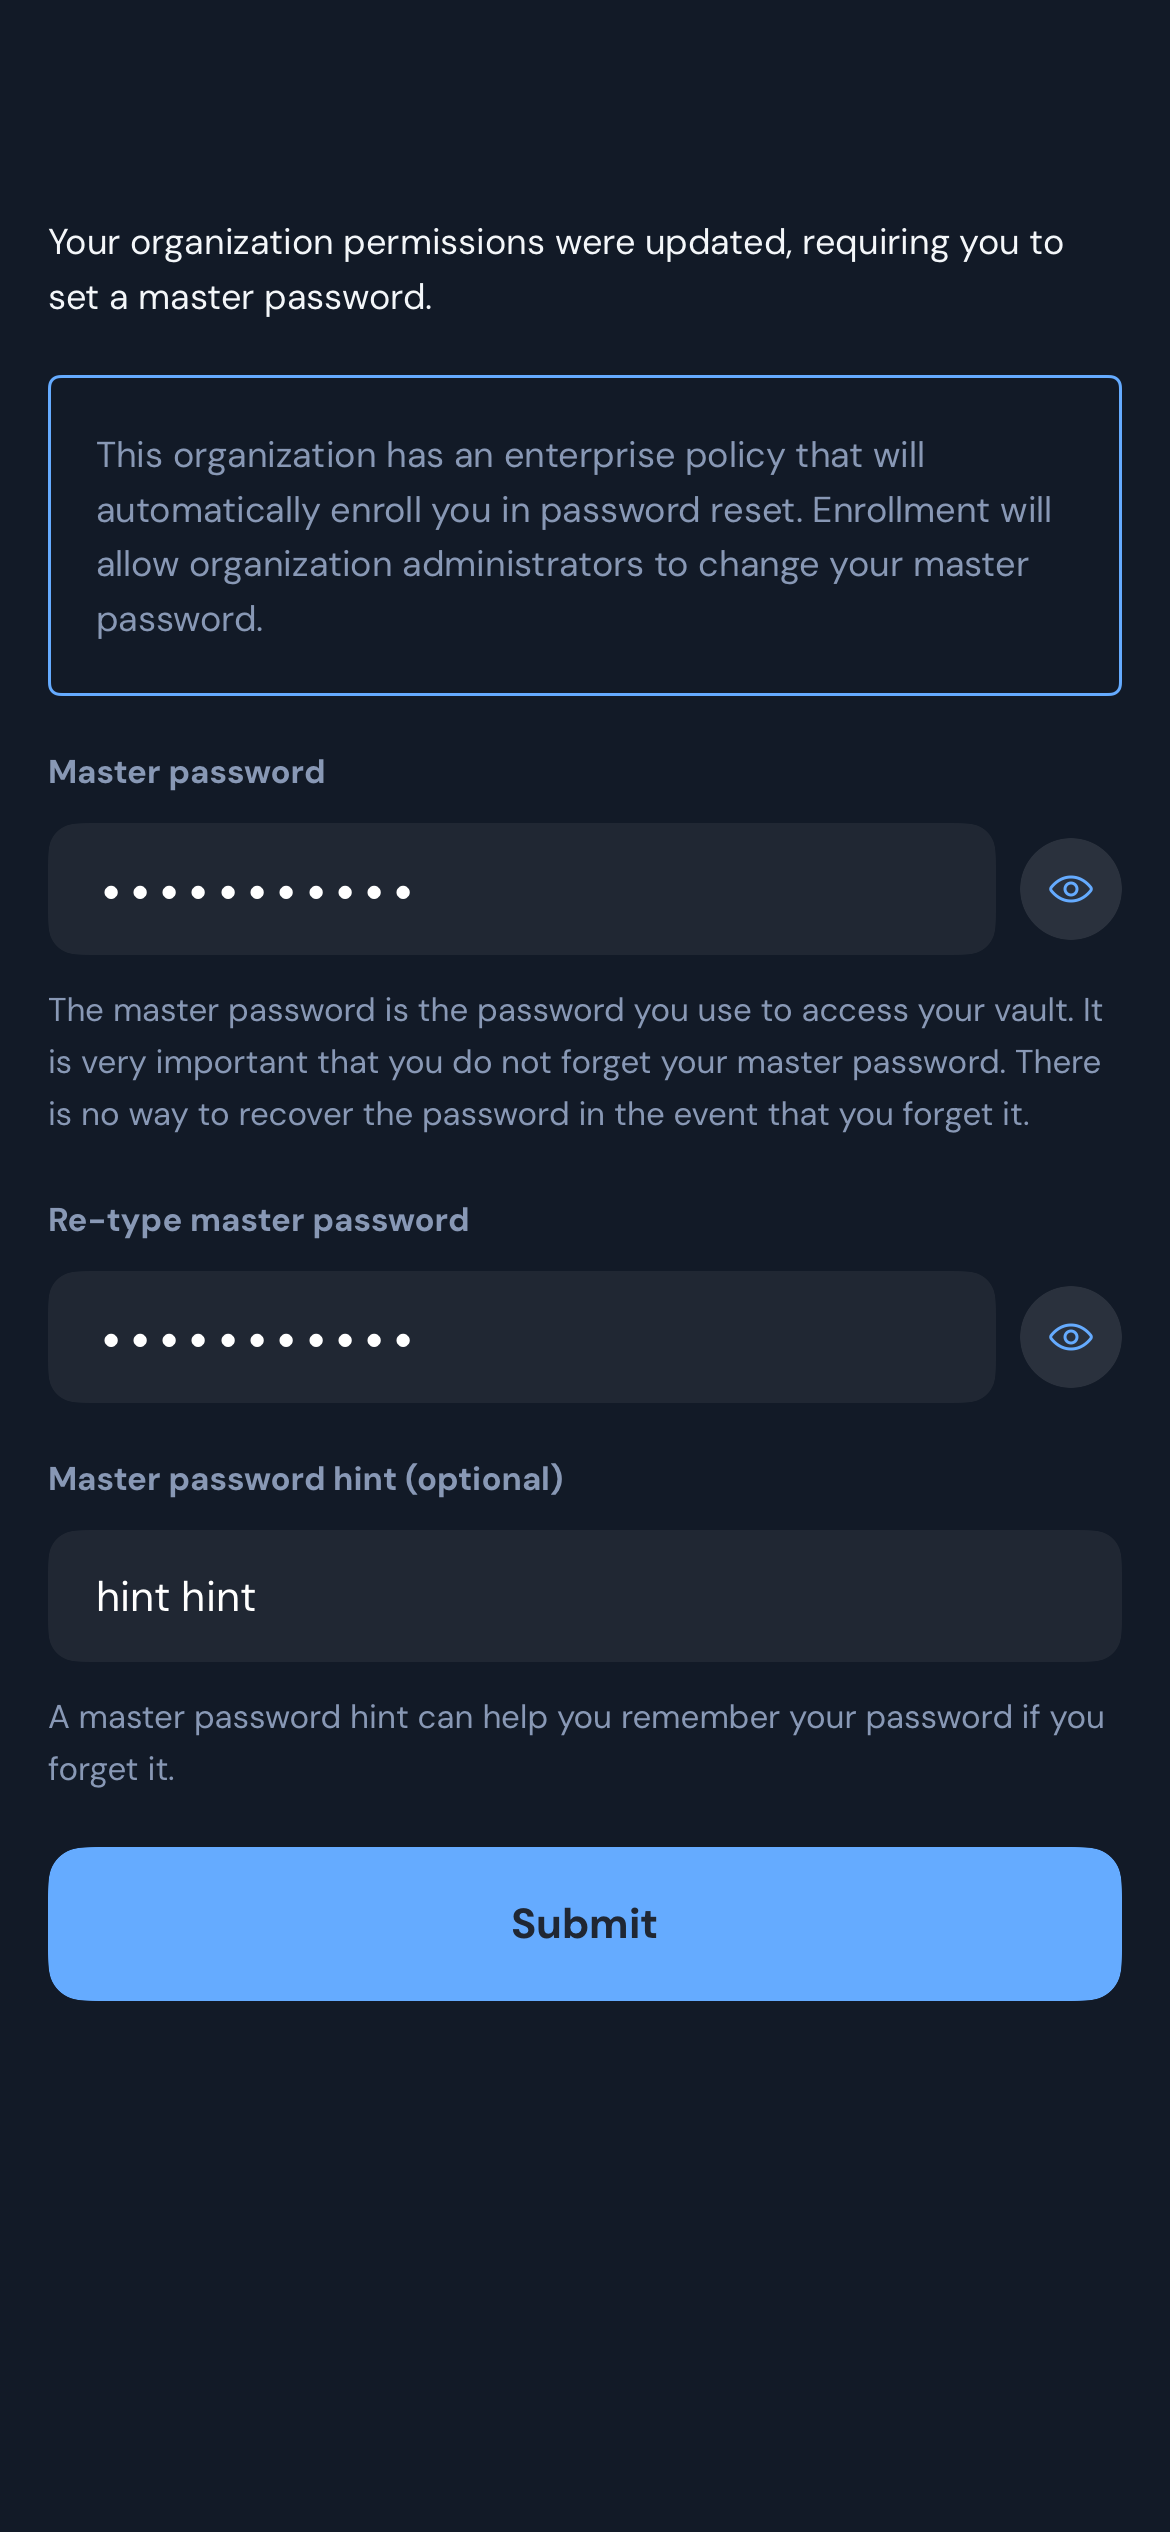 Your organization permissions were updated, requiring you to
set a master password.
This organization has an enterprise policy that will
automatically enroll you in password reset. Enrollment will
allow organization administrators to change your master
password.
Master password
•••••••••••
The master password is the password you use to access your vault. It
is very important that you do not forget your master password. There
is no way to recover the password in the event that you forget it.
Re-type master password
•••••••••••
Master password hint (optional)
hint hint
A master password hint can help you remember your password if you
forget it.
Submit